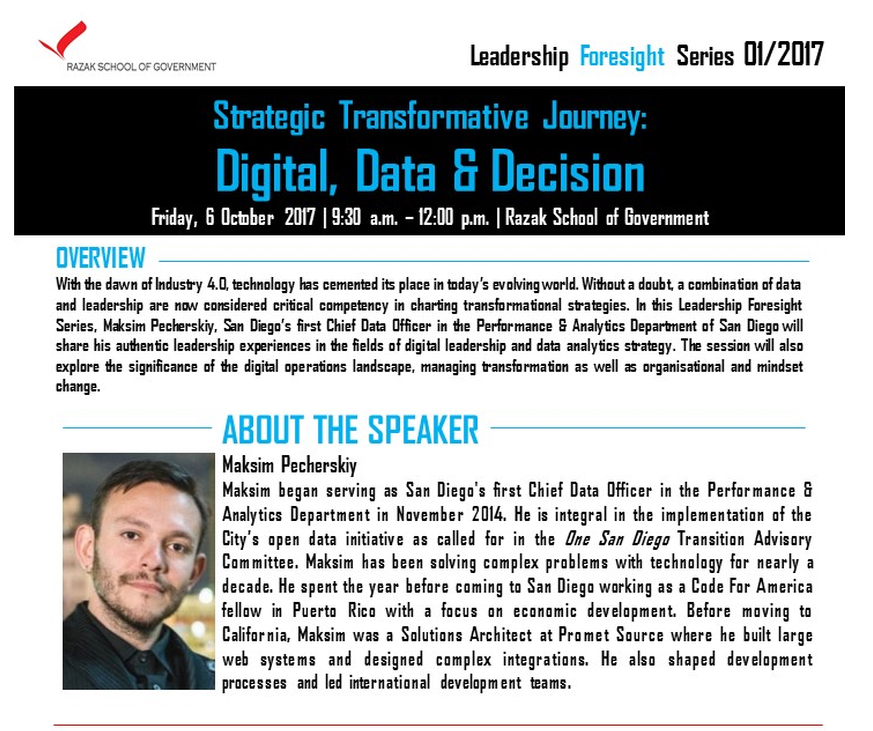 RAZAK SCHOOL OF GOVERNMENT
Leadership Foresight Series 01/2017
Strategic Transformative Journey:
Digital, Data & Decision
Friday, 6 October 2017 | 9:30 a.m. – 12:00 p.m. | Razak School of Government
OVERVIEW
With the dawn of Industry 4.0, technology has cemented its place in today's evolving world. Without a doubt, a combination of data
and leadership are now considered critical competency in charting transformational strategies. In this Leadership Foresight
Series, Maksim Pecherskiy, San Diego's first Chief Data Officer in the Performance & Analytics Department of San Diego will
share his authentic leadership experiences in the fields of digital leadership and data analytics strategy. The session will also
explore the significance of the digital operations landscape, managing transformation as well as organisational and mindset
change.
ABOUT THE SPEAKER
Maksim Pecherskiy
Maksim began serving as San Diego's first Chief Data Officer in the Performance &
Analytics Department in November 2014. He is integral in the implementation of the
City's open data initiative as called for in the One San Diego Transition Advisory
Committee. Maksim has been solving complex problems with technology for nearly a
decade. He spent the year before coming to San Diego working as a Code For America
fellow in Puerto Rico with a focus on economic development. Before moving to
California, Maksim was a Solutions Architect at Promet Source where he built large
web systems and designed complex integrations. He also shaped development
processes and led international development teams.